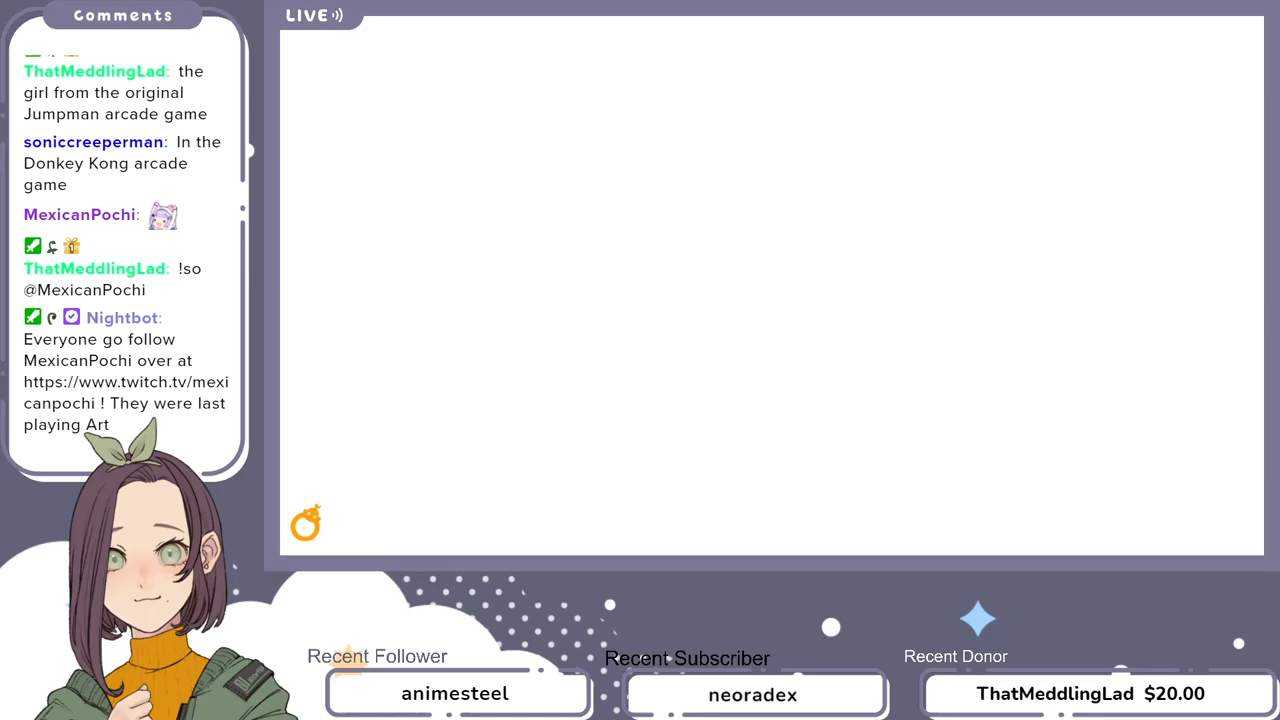 Comments
LIVE
ThatMeddlingLad: the
girl from the original
Jumpman arcade game
soniccreeperman: In the
Donkey Kong arcade
game
MexicanPochi:
ThatMeddlingLad: !so
@MexicanPochi
Nightbot:
Everyone go follow
MexicanPochi over at
https://www.twitch.tv/mexi
canpochi ! They were last
playing Art
Recent Follower
animesteel
Recent Subscriber
neoradex
Recent Donor
ThatMeddlingLad $20.00